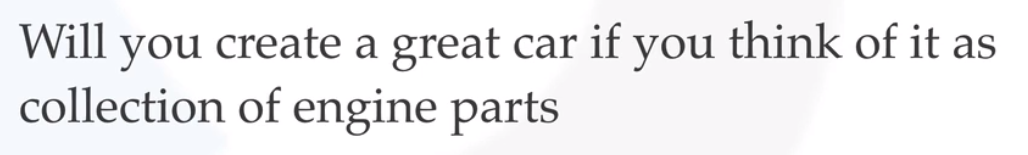 Will you create a great car if you think of it as
collection of engine parts